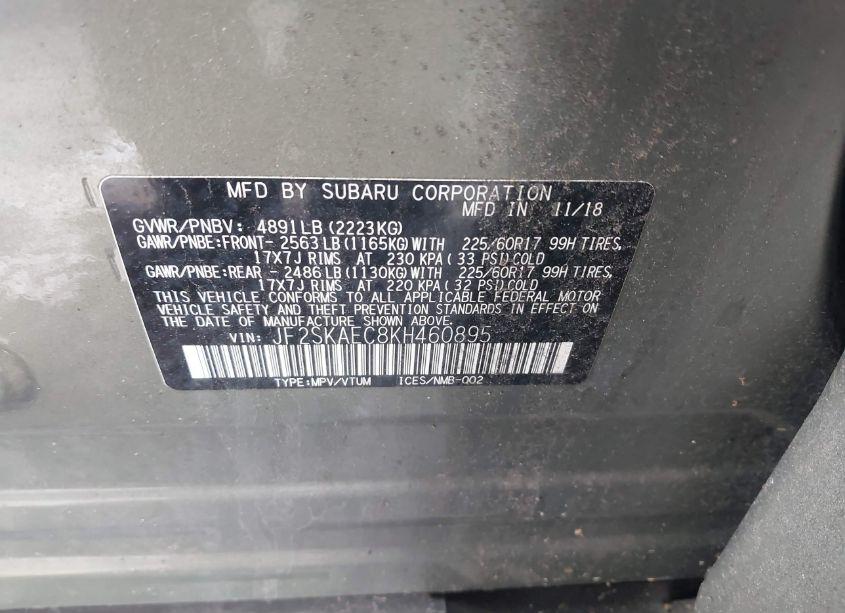 MFD BY SUBARU CORPORATION
MFD IN 11/18
GVWR/PNBV: 4891LB(2223KG)
GAWR/PNBE:FRONT-2563LB(1165KG)WITH 225/60R17 99H TIRES,
17X7J RIMS AT 230 KPA(33 PSI)COLD
GAWR/PNBE:REAR -2486LB(1130KG)WITH 225/60R17 99H TIRES,
17X7J RIMS AT 220 KPA(32 PSI)COLD
THIS VEHICLE CONFORMS TO ALL APPLICABLE FEDERAL MOTOR
VEHICLE SAFETY AND THEFT PREVENTION STANDARDS IN EFFECT ON
THE DATE OF MANUFACTURE SHOWN ABOVE.
VIN: JF2SKAEC8KH460895
TYPE:MPV/VTUM ICES/NMB-002